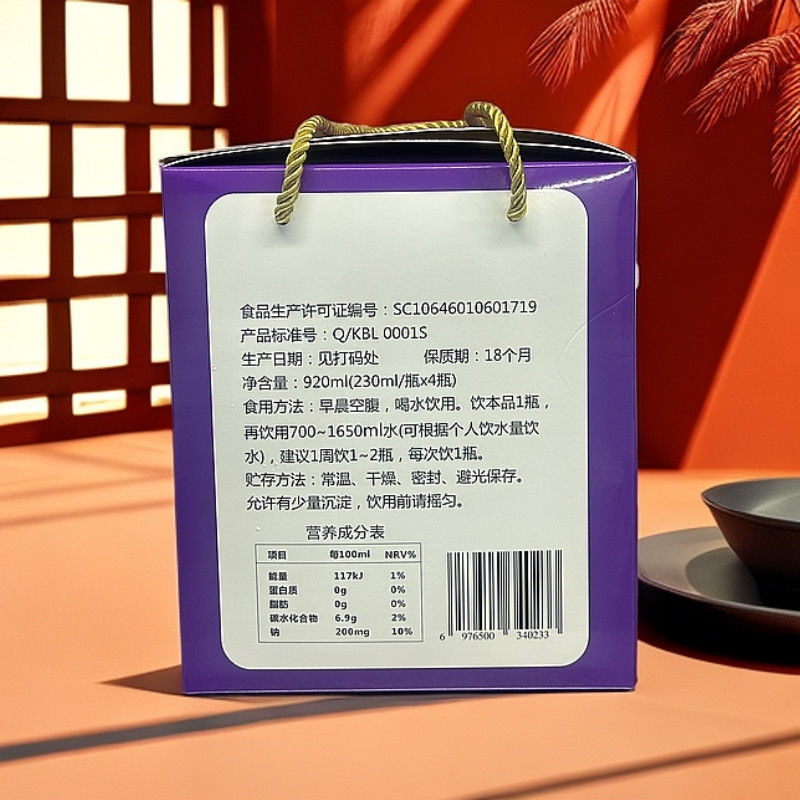 食品生产许可证编号：SC10646010601719
产品标准号：Q/KBL 0001S
生产日期：见打码处 保质期：18个月
净含量：920ml(230ml/瓶x4瓶)
食用方法：早晨空腹，喝水饮用。饮本品1瓶，
再饮用700~1650ml水(可根据个人饮水量饮
水)，建议1周饮1~2瓶，每次饮1瓶。
贮存方法：常温、干燥、密封、避光保存。
允许有少量沉淀，饮用前请摇匀。
营养成分表
项目 每100ml NRV%
能量 117kJ 1%
蛋白质 0g 0%
脂肪 0g 0%
碳水化合物 6.9g 2%
钠 200mg 10%
6 976500 340233